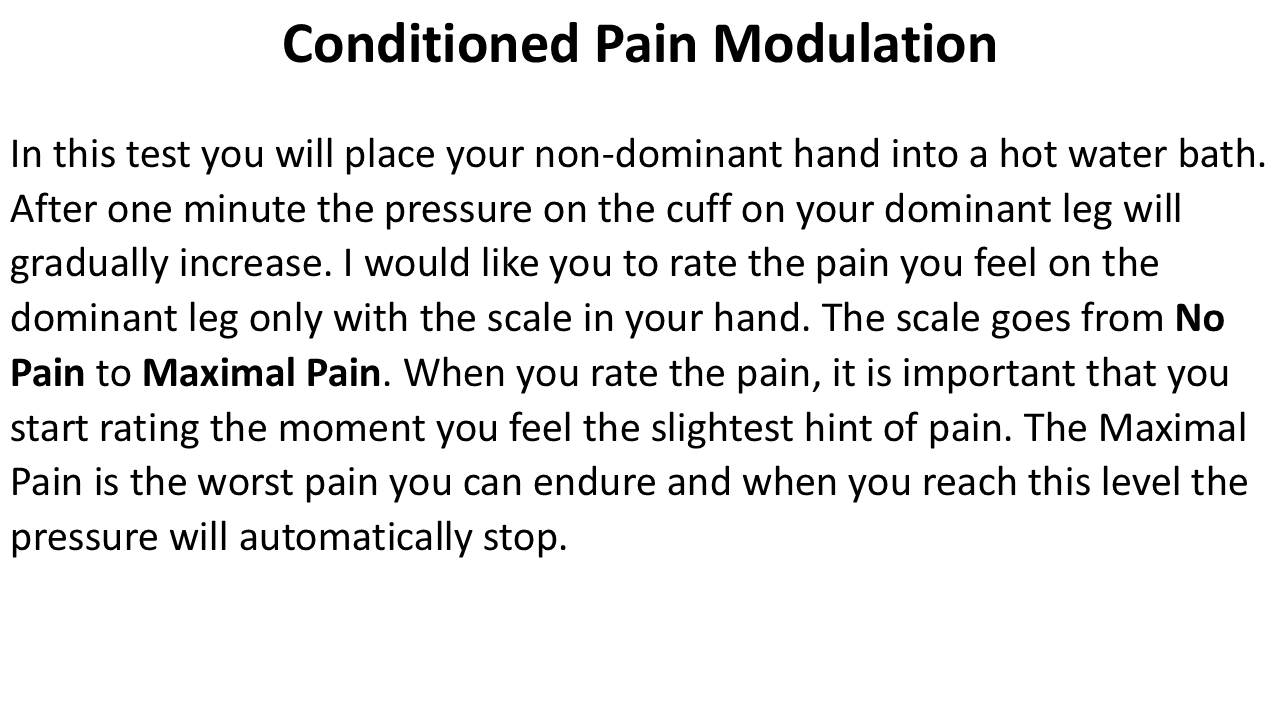 Conditioned Pain Modulation
In this test you will place your non-dominant hand into a hot water bath.
After one minute the pressure on the cuff on your dominant leg will
gradually increase. I would like you to rate the pain you feel on the
dominant leg only with the scale in your hand. The scale goes from No
Pain to Maximal Pain. When you rate the pain, it is important that you
start rating the moment you feel the slightest hint of pain. The Maximal
Pain is the worst pain you can endure and when you reach this level the
pressure will automatically stop.